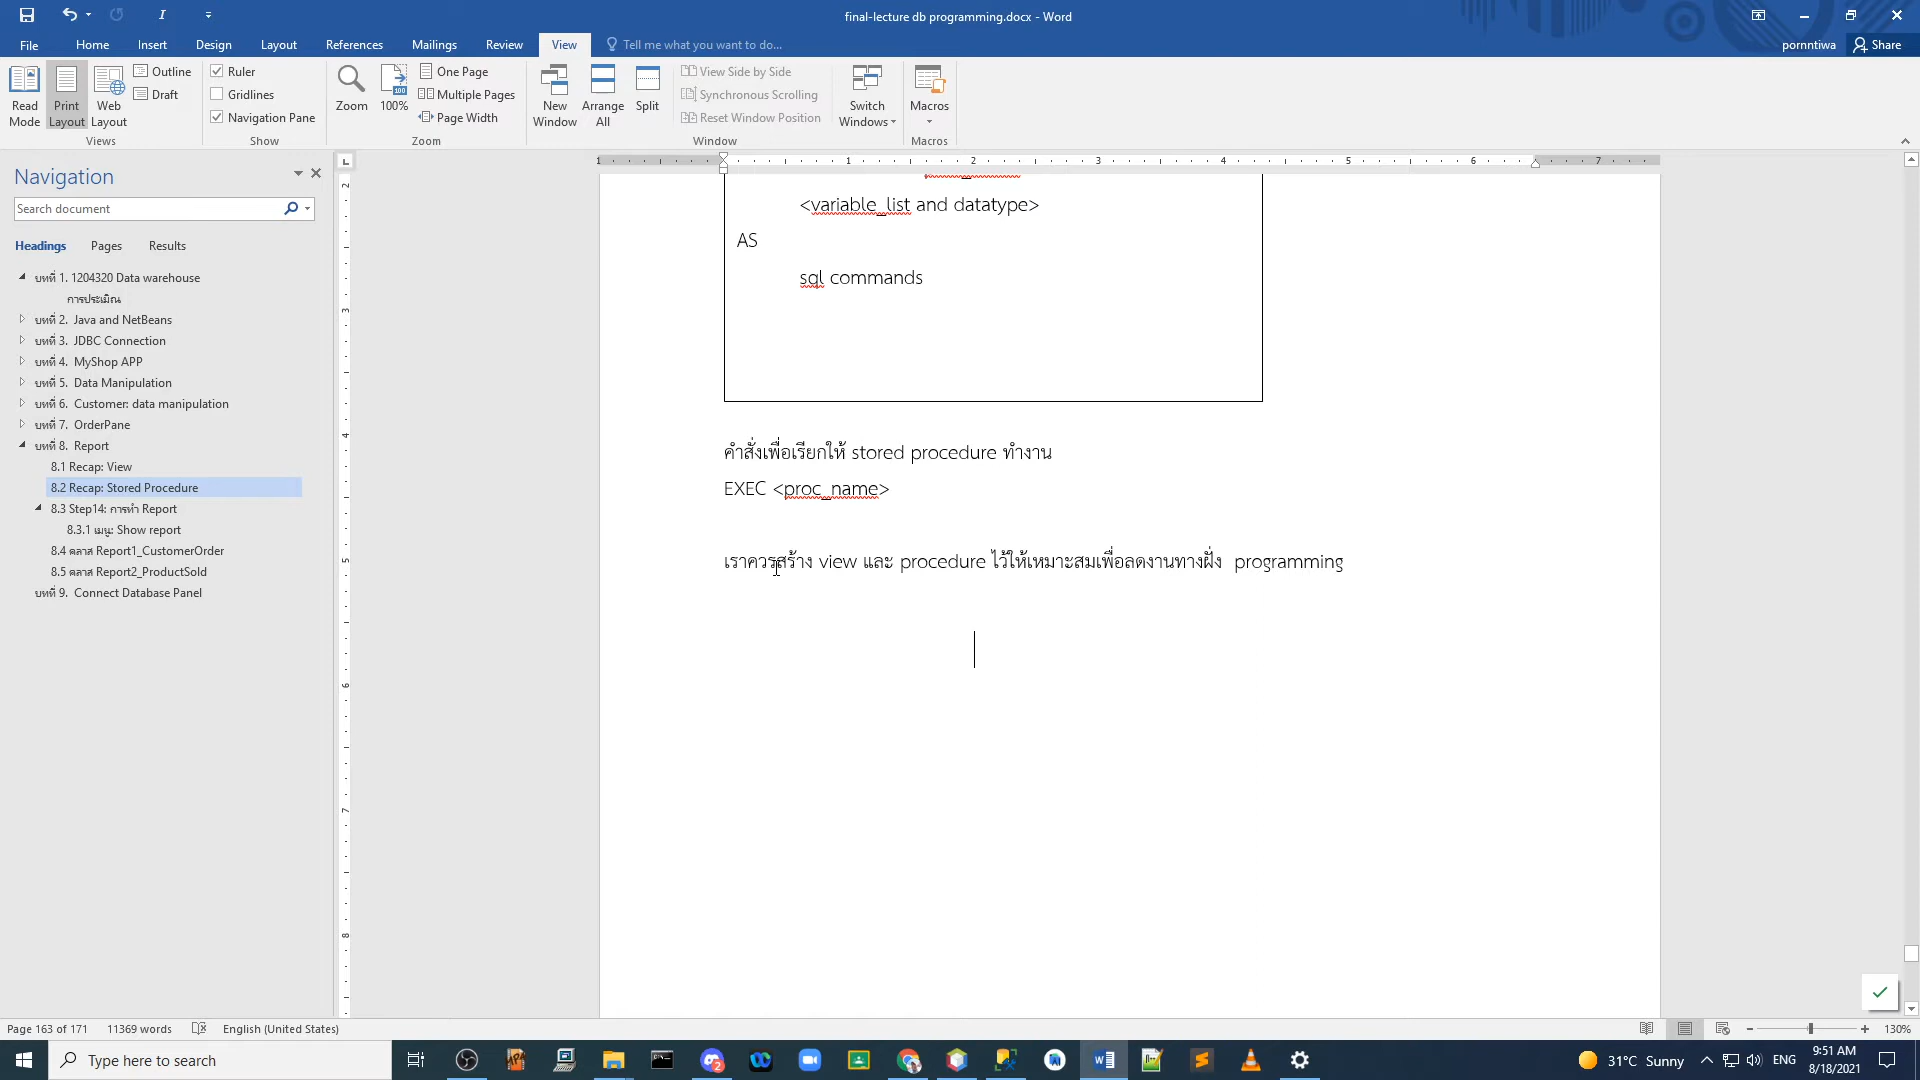 final-lecture db programming.docx - Word
File
Home
Insert
Design
Layout
References
Mailings
Review
View
Tell me what you want to do...
pornntiwa
Share
Read Mode
Print Layout
Web Layout
Outline
Draft
Views
Ruler
Gridlines
Navigation Pane
Show
Zoom
100%
One Page
Multiple Pages
Page Width
Zoom
New Window
Arrange All
Split
View Side by Side
Synchronous Scrolling
Reset Window Position
Window
Switch Windows
Macros
Macros
Navigation
Search document
Headings
Pages
Results
บทที่ 1. 1204320 Data warehouse
การประเมิณ
บทที่ 2. Java and NetBeans
บทที่ 3. JDBC Connection
บทที่ 4. MyShop APP
บทที่ 5. Data Manipulation
บทที่ 6. Customer: data manipulation
บทที่ 7. OrderPane
บทที่ 8. Report
8.1 Recap: View
8.2 Recap: Stored Procedure
8.3 Step14: การทำ Report
8.3.1 เมนู: Show report
8.4 คลาส Report1_CustomerOrder
8.5 คลาส Report2_ProductSold
บทที่ 9. Connect Database Panel
<variable_list and datatype>
AS
sql commands
คำสั่งเพื่อเรียกให้ stored procedure ทำงาน
EXEC <proc_name>
เราควรสร้าง view และ procedure ไว้ให้เหมาะสมเพื่อลดงานทางฝั่ง programming
Page 163 of 171
11369 words
English (United States)
130%
Type here to search
31°C Sunny
ENG
9:51 AM
8/18/2021